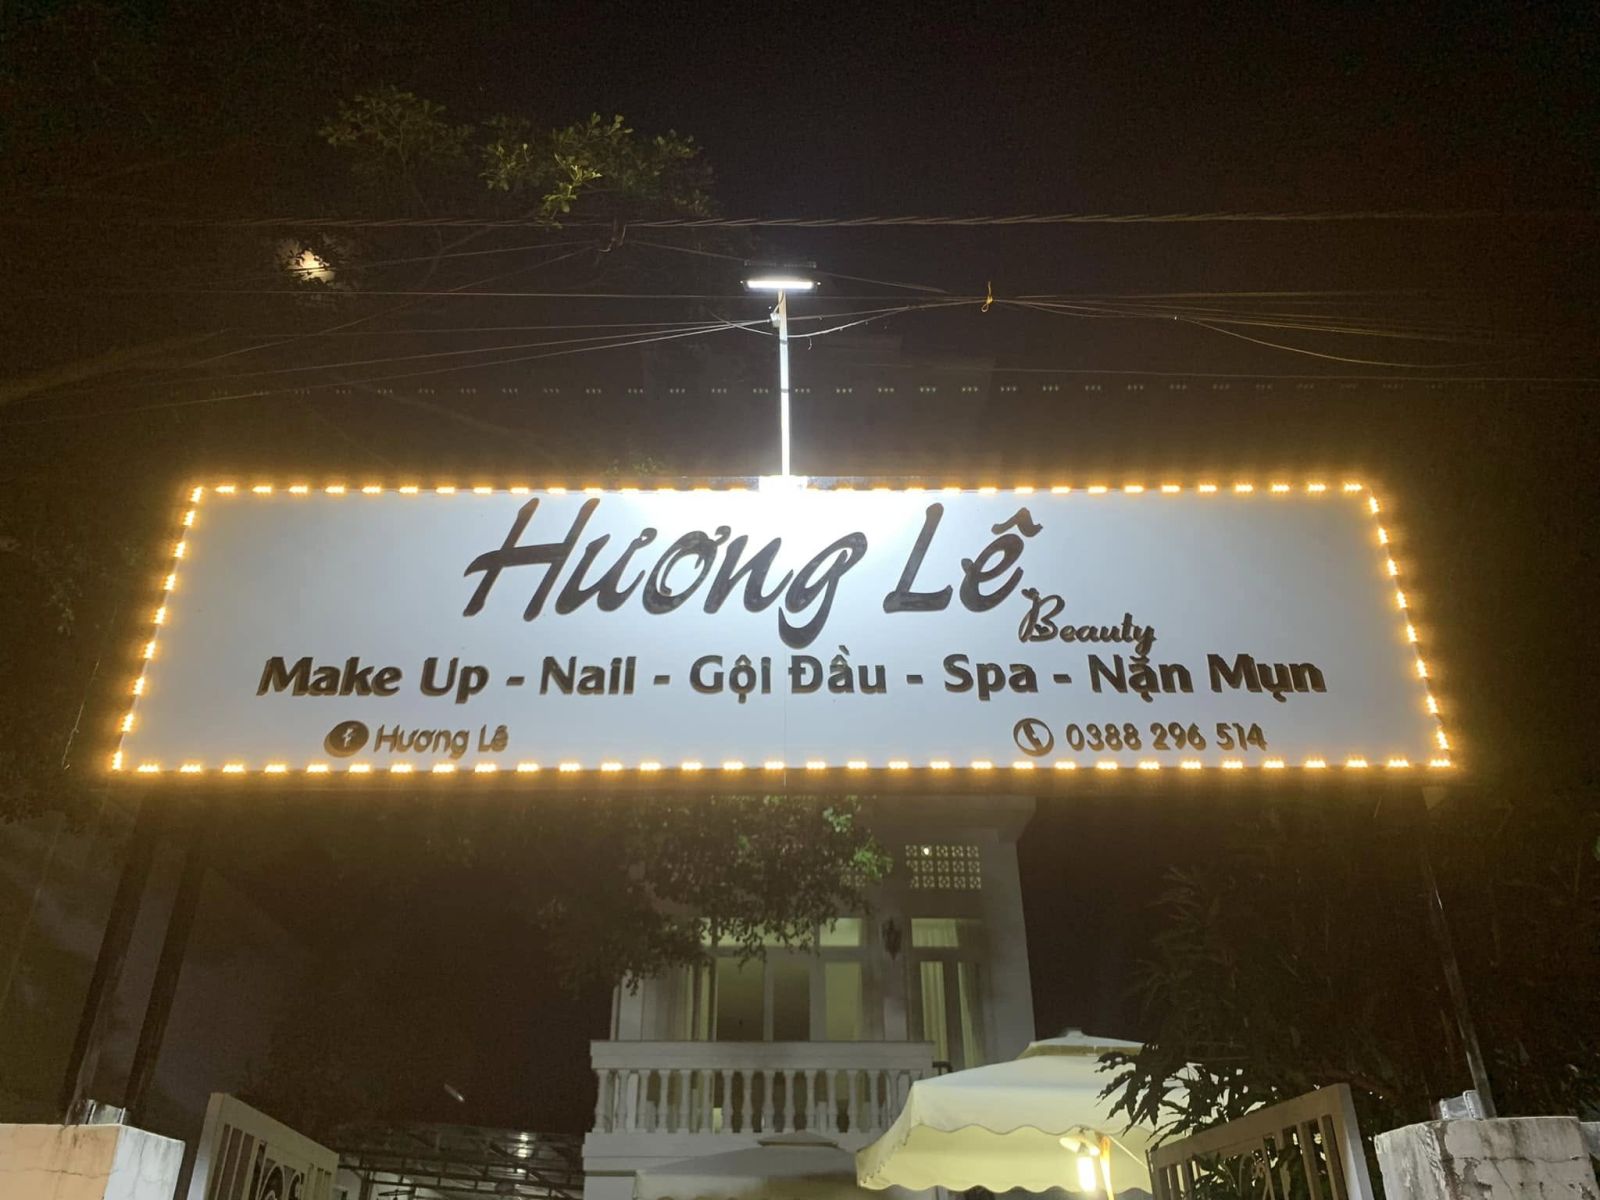 Hương Lê
Beauty
Make Up - Nail - Gội Đầu - Spa - Nặn Mụn
f Hương Lê
0388 296 514